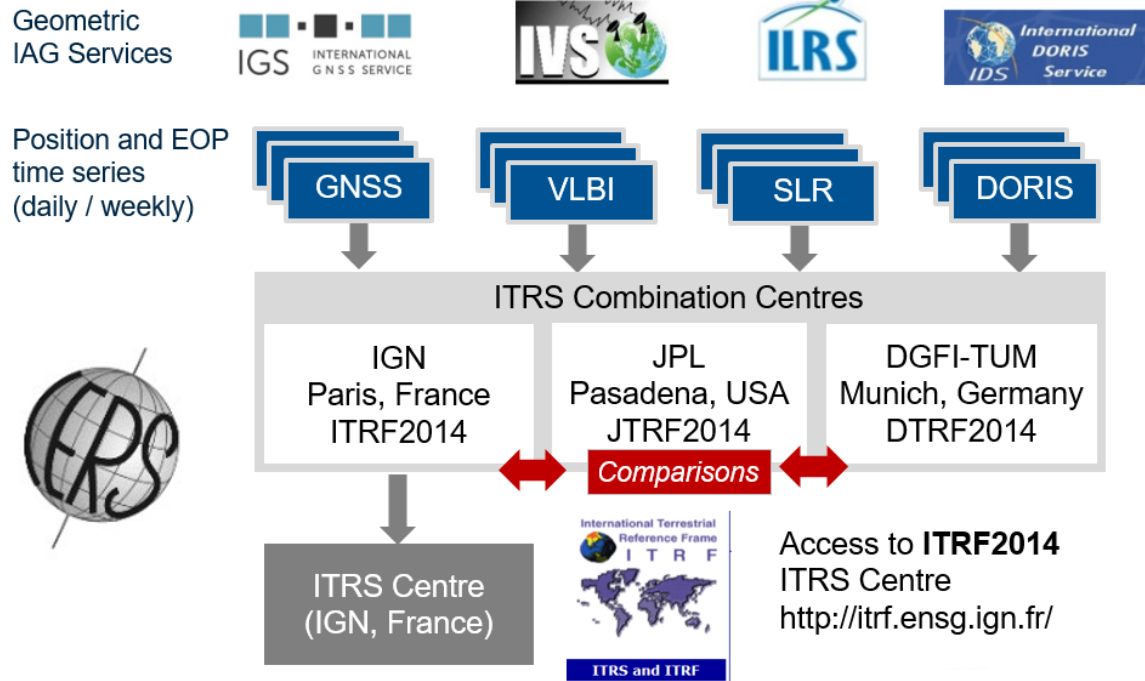 Geometric
IAG Services
IGS
INTERNATIONAL
GNSS SERVICE
IVS
ILRS
International
DORIS
Service
IDS
Position and EOP
time series
(daily / weekly)
GNSS
VLBI
SLR
DORIS
ITRS Combination Centres
IGN
Paris, France
ITRF2014
JPL
Pasadena, USA
JTRF2014
DGFI-TUM
Munich, Germany
DTRF2014
Comparisons
IERS
ITRS Centre
(IGN, France)
International Terrestrial
Reference Frame
I T R F
ITRS and ITRF
Access to ITRF2014
ITRS Centre
http://itrf.ensg.ign.fr/